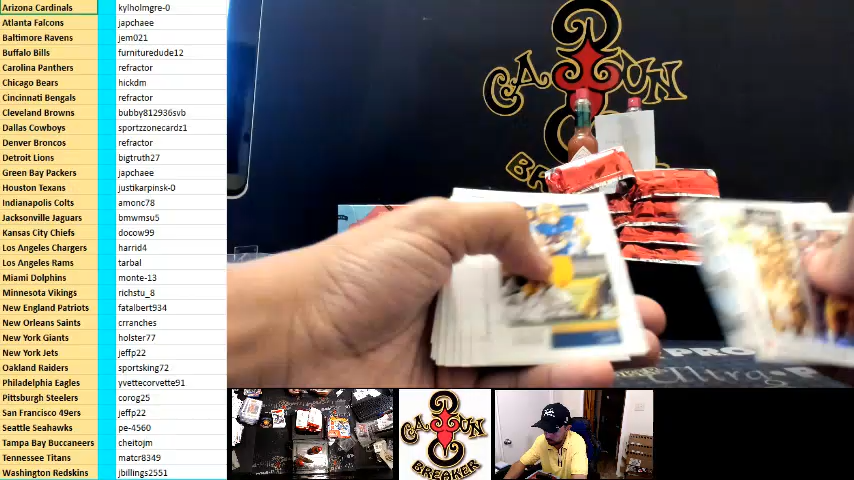 Arizona Cardinals kylholmgre-0
Atlanta Falcons japchaee
Baltimore Ravens jem021
Buffalo Bills furnituredude12
Carolina Panthers refractor
Chicago Bears hickdm
Cincinnati Bengals refractor
Cleveland Browns bubby812936svb
Dallas Cowboys sportzzonecardz1
Denver Broncos refractor
Detroit Lions bigtruth27
Green Bay Packers japchaee
Houston Texans justkarpinsk-0
Indianapolis Colts amonc78
Jacksonville Jaguars bmwmsu5
Kansas City Chiefs docow99
Los Angeles Chargers harrid4
Los Angeles Rams tarbal
Miami Dolphins monte-13
Minnesota Vikings richstu_8
New England Patriots fatalbert934
New Orleans Saints crranches
New York Giants holster77
New York Jets jeffp22
Oakland Raiders sportsking72
Philadelphia Eagles yvettecorvette91
Pittsburgh Steelers corog25
San Francisco 49ers jeffp22
Seattle Seahawks pe-4560
Tampa Bay Buccaneers cheitojm
Tennessee Titans matcr8349
Washington Redskins jbillings2551
CAJUN
PRO
Ultra
CAJUN
BREAKER